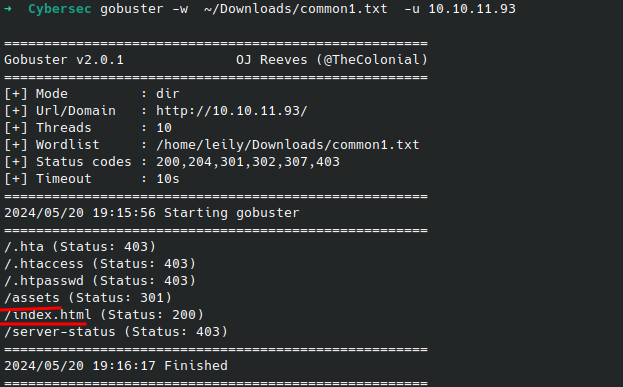 ➜ Cybersec gobuster -w ~/Downloads/common1.txt -u 10.10.11.93
=====================================================
Gobuster v2.0.1 OJ Reeves (@TheColonial)
=====================================================
[+] Mode : dir
[+] Url/Domain : http://10.10.11.93/
[+] Threads : 10
[+] Wordlist : /home/leily/Downloads/common1.txt
[+] Status codes : 200,204,301,302,307,403
[+] Timeout : 10s
=====================================================
2024/05/20 19:15:56 Starting gobuster
=====================================================
/.hta (Status: 403)
/.htaccess (Status: 403)
/.htpasswd (Status: 403)
/assets (Status: 301)
/index.html (Status: 200)
/server-status (Status: 403)
=====================================================
2024/05/20 19:16:17 Finished
=====================================================